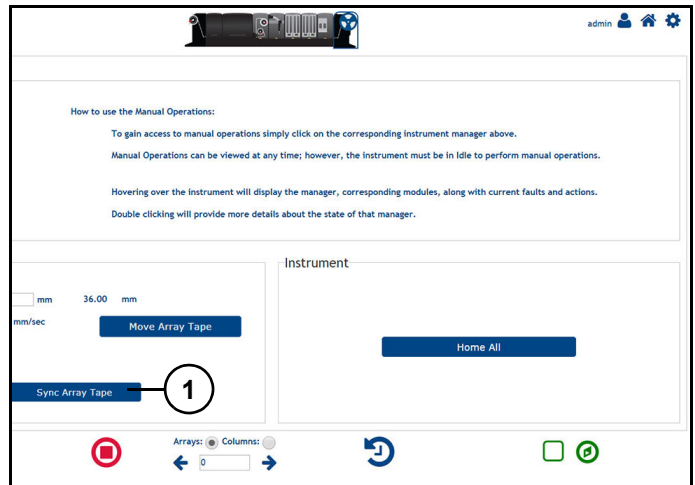 admin
How to use the Manual Operations:
To gain access to manual operations simply click on the corresponding instrument manager above.
Manual Operations can be viewed at any time; however, the instrument must be in Idle to perform manual operations.
Hovering over the instrument will display the manager, corresponding modules, along with current faults and actions.
Double clicking will provide more details about the state of that manager.
Instrument
mm 36.00 mm
mm/sec Move Array Tape
Home All
Sync Array Tape 1
Arrays: Columns:
0